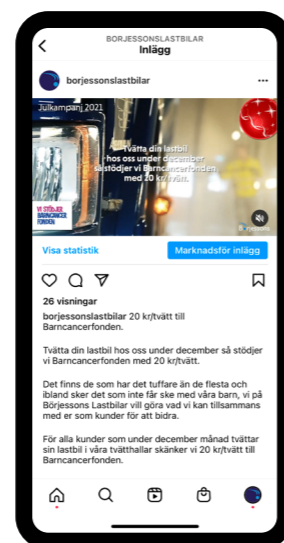 BORJESSONSLASTBILAR
Inlägg
borjessonslastbilar
Julkampanj 2021
Tvätta din lastbil
hos oss under december
så stödjer vi Barncancerfonden
med 20 kr/tvätt.
VI STÖDJER
BARNCANCER
FONDEN
Börjessons
Visa statistik
Marknadsför inlägg
26 visningar
borjessonslastbilar 20 kr/tvätt till
Barncancerfonden.
Tvätta din lastbil hos oss under december så stödjer
vi Barncancerfonden med 20 kr/tvätt.
Det finns de som har det tuffare än de flesta och
ibland sker det som inte får ske med våra barn, vi på
Börjessons Lastbilar vill göra vad vi kan tillsammans
med er som kunder för att bidra.
För alla kunder som under december månad tvättar
sin lastbil i våra tvätthallar skänker vi 20 kr/tvätt till
Barncancerfonden.